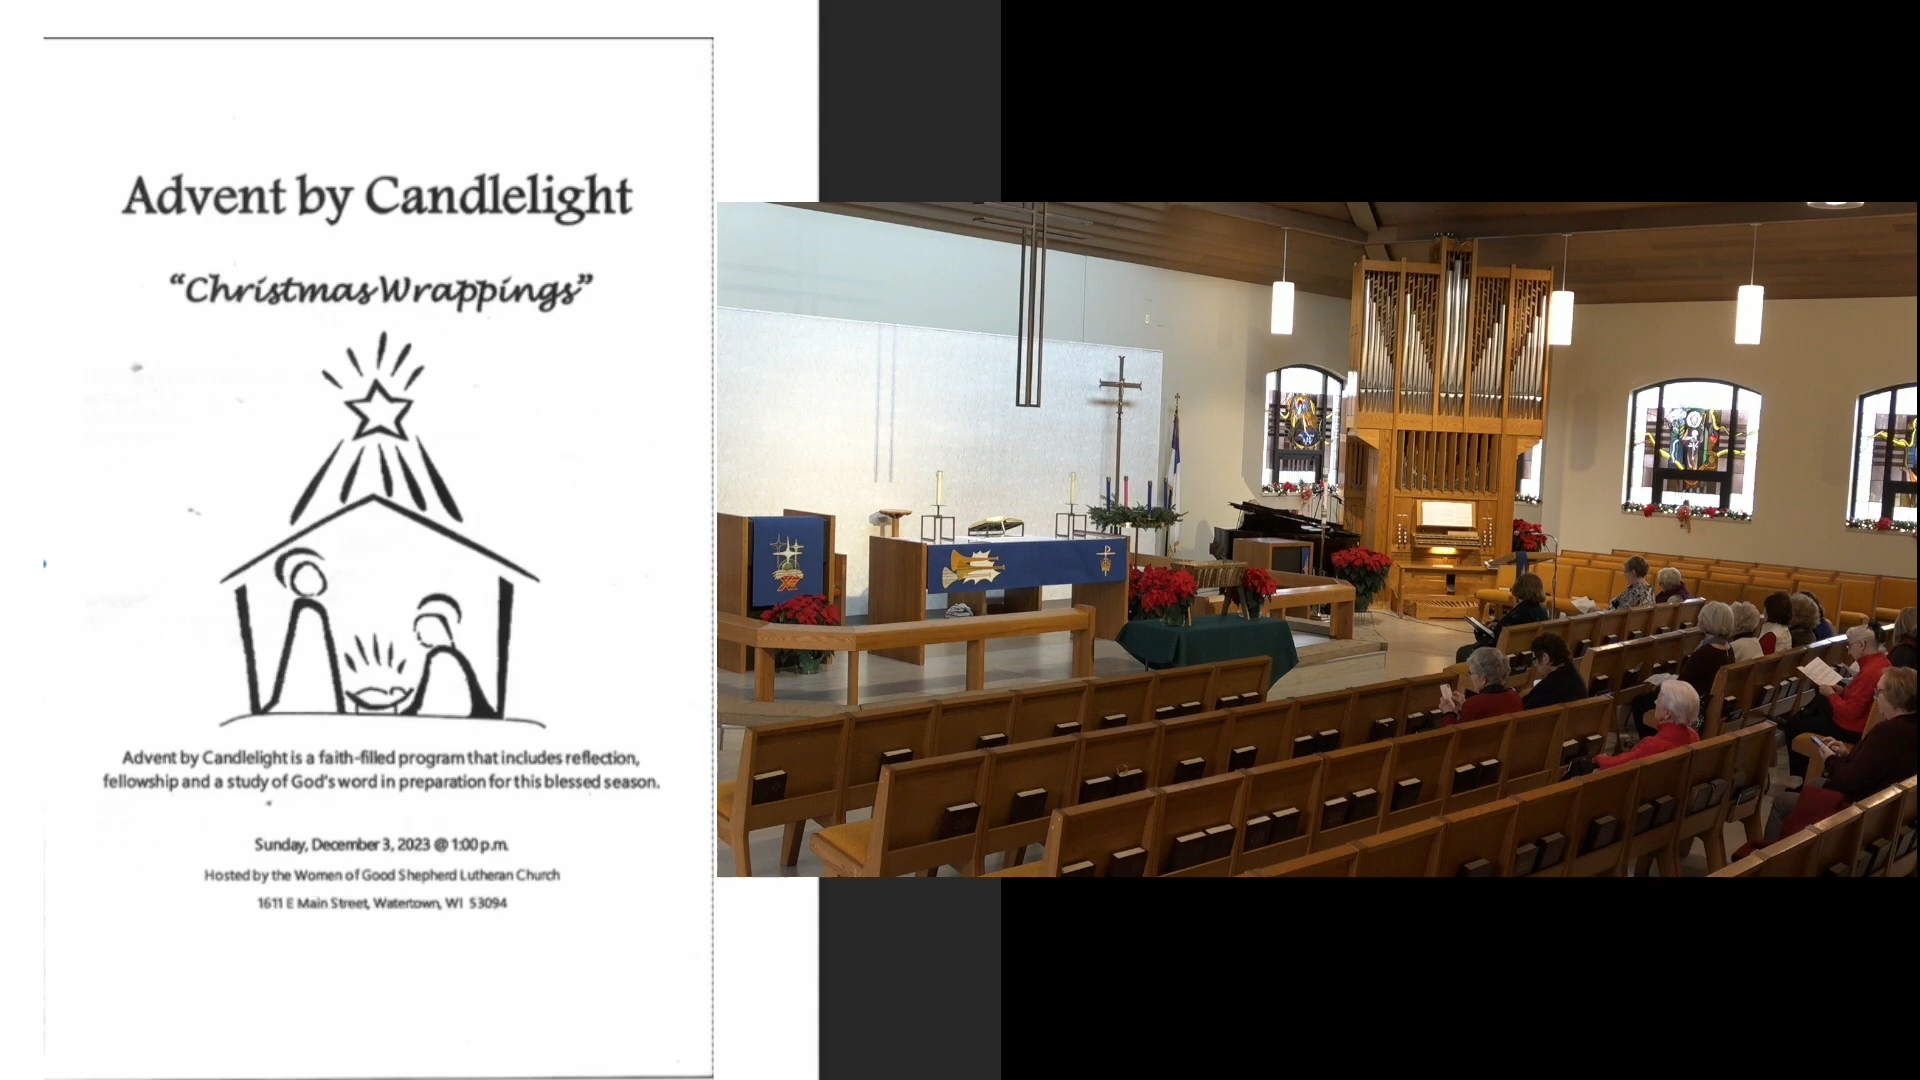 Advent by Candlelight
“Christmas Wrappings”
Advent by Candlelight is a faith-filled program that includes reflection,
fellowship and a study of God's word in preparation for this blessed season.
Sunday, December 3, 2023 @ 1:00 p.m.
Hosted by the Women of Good Shepherd Lutheran Church
1611 E Main Street, Watertown, WI 53094